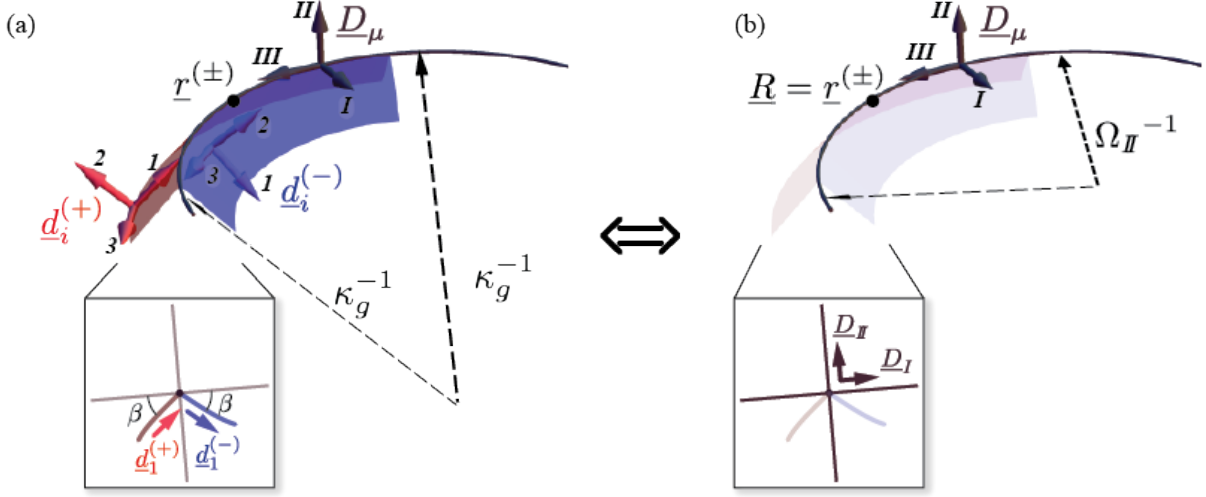 (a)
II
D_μ
III
I
r^(±)
2
2
1
3
1
d_i^(-)
d_i^(+)
3
κ_g^-1
κ_g^-1
β
β
d_1^(+)
d_1^(-)
(b)
II
D_μ
III
I
R = r^(±)
Ω_II^-1
D_II
D_I